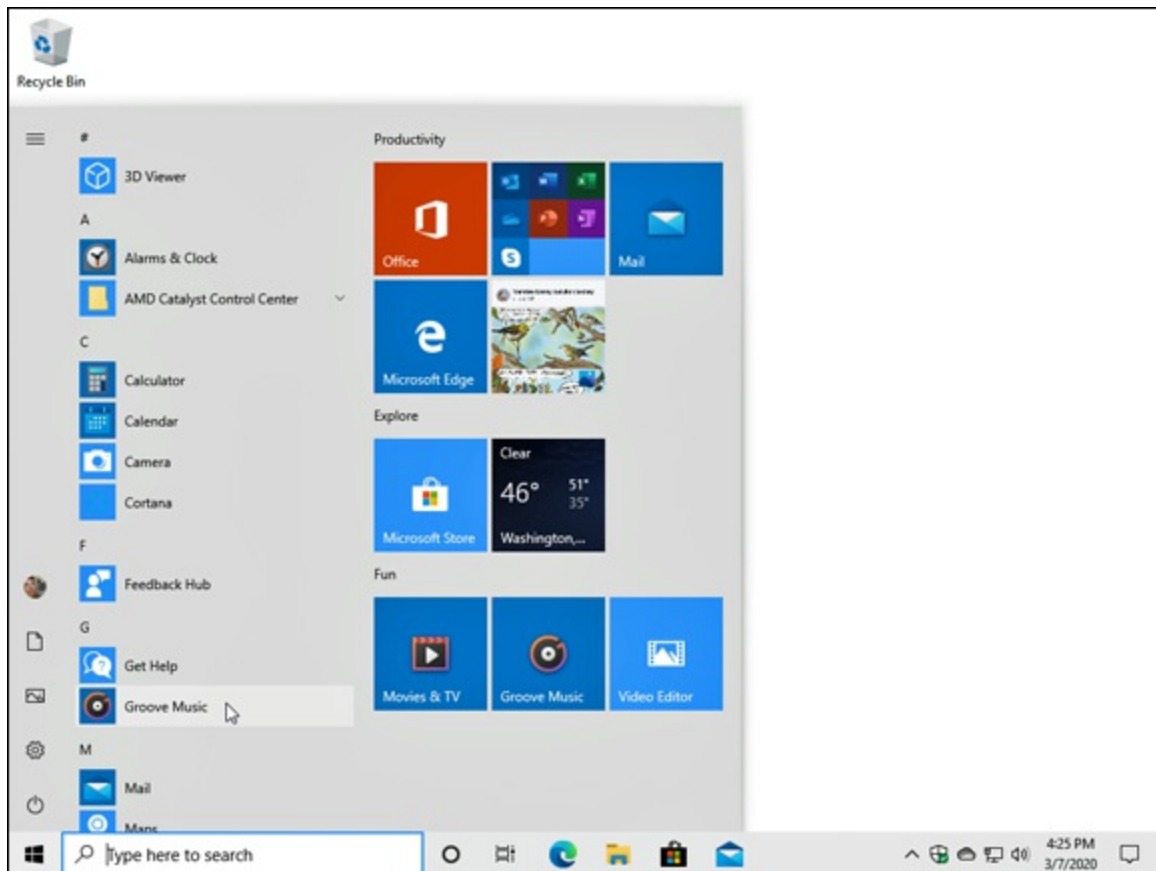 Recycle Bin
#
3D Viewer
A
Alarms & Clock
AMD Catalyst Control Center
C
Calculator
Calendar
Camera
Cortana
F
Feedback Hub
G
Get Help
Groove Music
M
Mail
Maps
Productivity
Office
Mail
Microsoft Edge
Explore
Microsoft Store
Clear
46° 51°
35°
Washington,...
Fun
Movies & TV
Groove Music
Video Editor
Type here to search
4:25 PM
3/7/2020